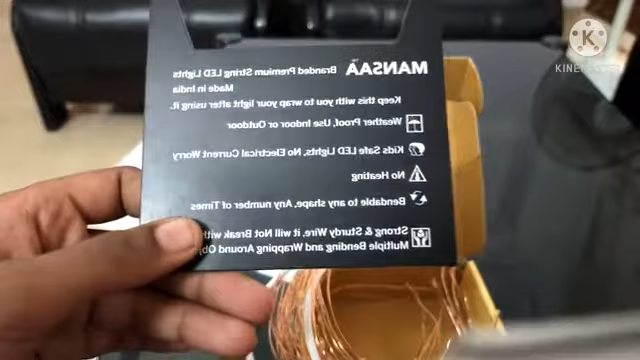 MANSAA™ Branded Premium String LED Lights
Made in India
Keep this with you to wrap your light after using it.
Weather Proof, Use Indoor or Outdoor
Kids Safe LED Lights, No Electrical Current Worry
No Heating
Bendable to any shape, Any number of Times
Strong & Sturdy Wire, it will Not Break with
Multiple Bending and Wrapping Around